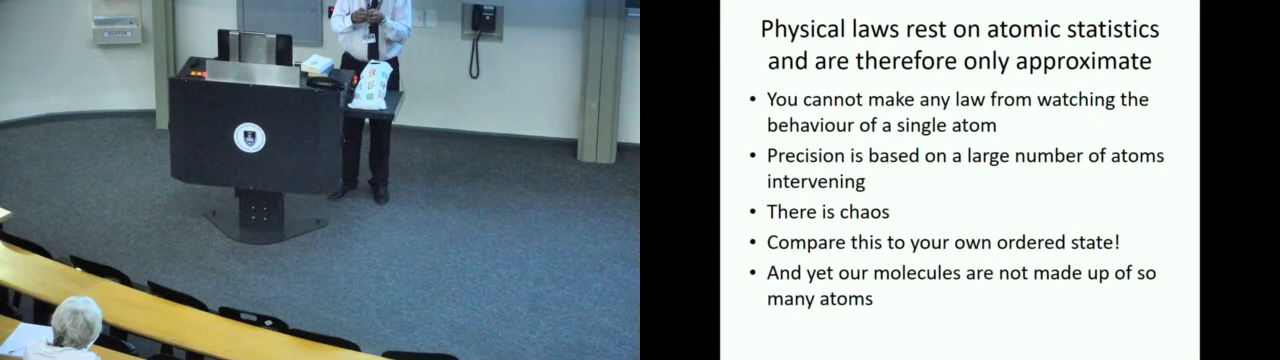 Physical laws rest on atomic statistics
and are therefore only approximate
• You cannot make any law from watching the
behaviour of a single atom
• Precision is based on a large number of atoms
intervening
• There is chaos
• Compare this to your own ordered state!
• And yet our molecules are not made up of so
many atoms